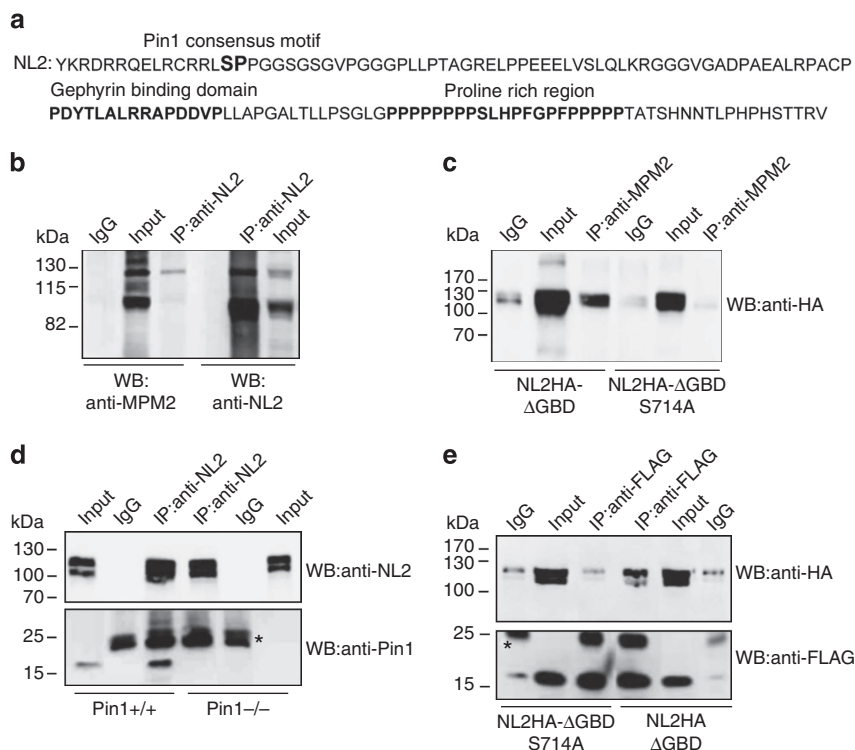 a
Pin1 consensus motif
NL2: YKRDRRQELRCRRLSPPGGSGSGVPGGGPLLPTAGRELPPEEELVSLQLKRGGGVGADPAEALRPACP
Gephyrin binding domain Proline rich region
PDYTLALRRAPDDVPLLAPGALTLLPSGLGPPPPPPPPSLHPFGPFPPPPPTATSHNNTLPHPHSTTRV
b
kDa IgG Input IP:anti-NL2 IP:anti-NL2 Input
130
115
82
WB: anti-MPM2 WB: anti-NL2
c
kDa IgG Input IP:anti-MPM2 IgG Input IP:anti-MPM2
170
130
100
70
WB:anti-HA
NL2HA-ΔGBD NL2HA-ΔGBD S714A
d
kDa Input IgG IP:anti-NL2 IP:anti-NL2 IgG Input
130
100
70
WB:anti-NL2
25
15
*
WB:anti-Pin1
Pin1+/+ Pin1–/–
e
kDa IgG Input IP:anti-FLAG IP:anti-FLAG Input IgG
170
130
100
WB:anti-HA
25
*
15
WB:anti-FLAG
NL2HA-ΔGBD S714A NL2HA ΔGBD